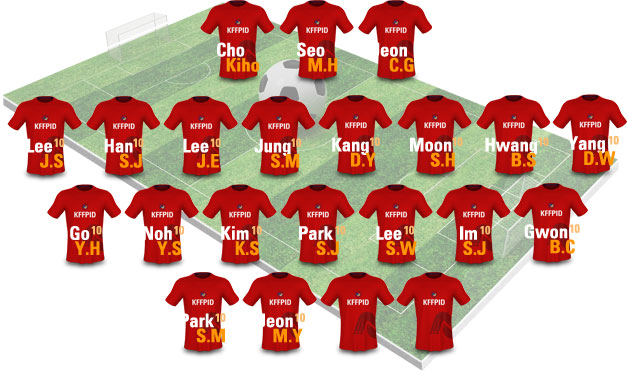 KFFPID KFFPID KFFPID
Cho Seo Jeon
Kiho M.H C.G
KFFPID KFFPID KFFPID KFFPID KFFPID KFFPID KFFPID KFFPID
Lee 10 Han 10 Lee 10 Jung 10 Kang 10 Moon 10 Hwang 10 Yang 10
J.S S.J J.E S.M D.Y S.H B.S D.W
KFFPID KFFPID KFFPID KFFPID KFFPID KFFPID KFFPID
Go 10 Noh 10 Kim 10 Park 10 Lee 10 Im 10 Gwon 10
Y.H Y.S K.S S.J S.W S.J B.C
KFFPID KFFPID KFFPID KFFPID
Park 10 Jeon 10
S.M M.Y